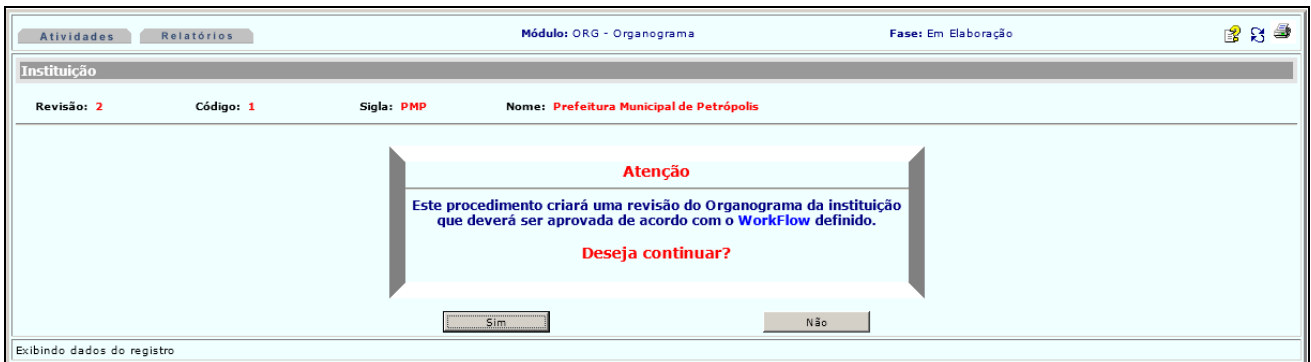 Atividades Relatórios Módulo: ORG - Organograma Fase: Em Elaboração
Instituição
Revisão: 2 Código: 1 Sigla: PMP Nome: Prefeitura Municipal de Petrópolis
Atenção
Este procedimento criará uma revisão do Organograma da instituição
que deverá ser aprovada de acordo com o WorkFlow definido.
Deseja continuar?
Sim Não
Exibindo dados do registro